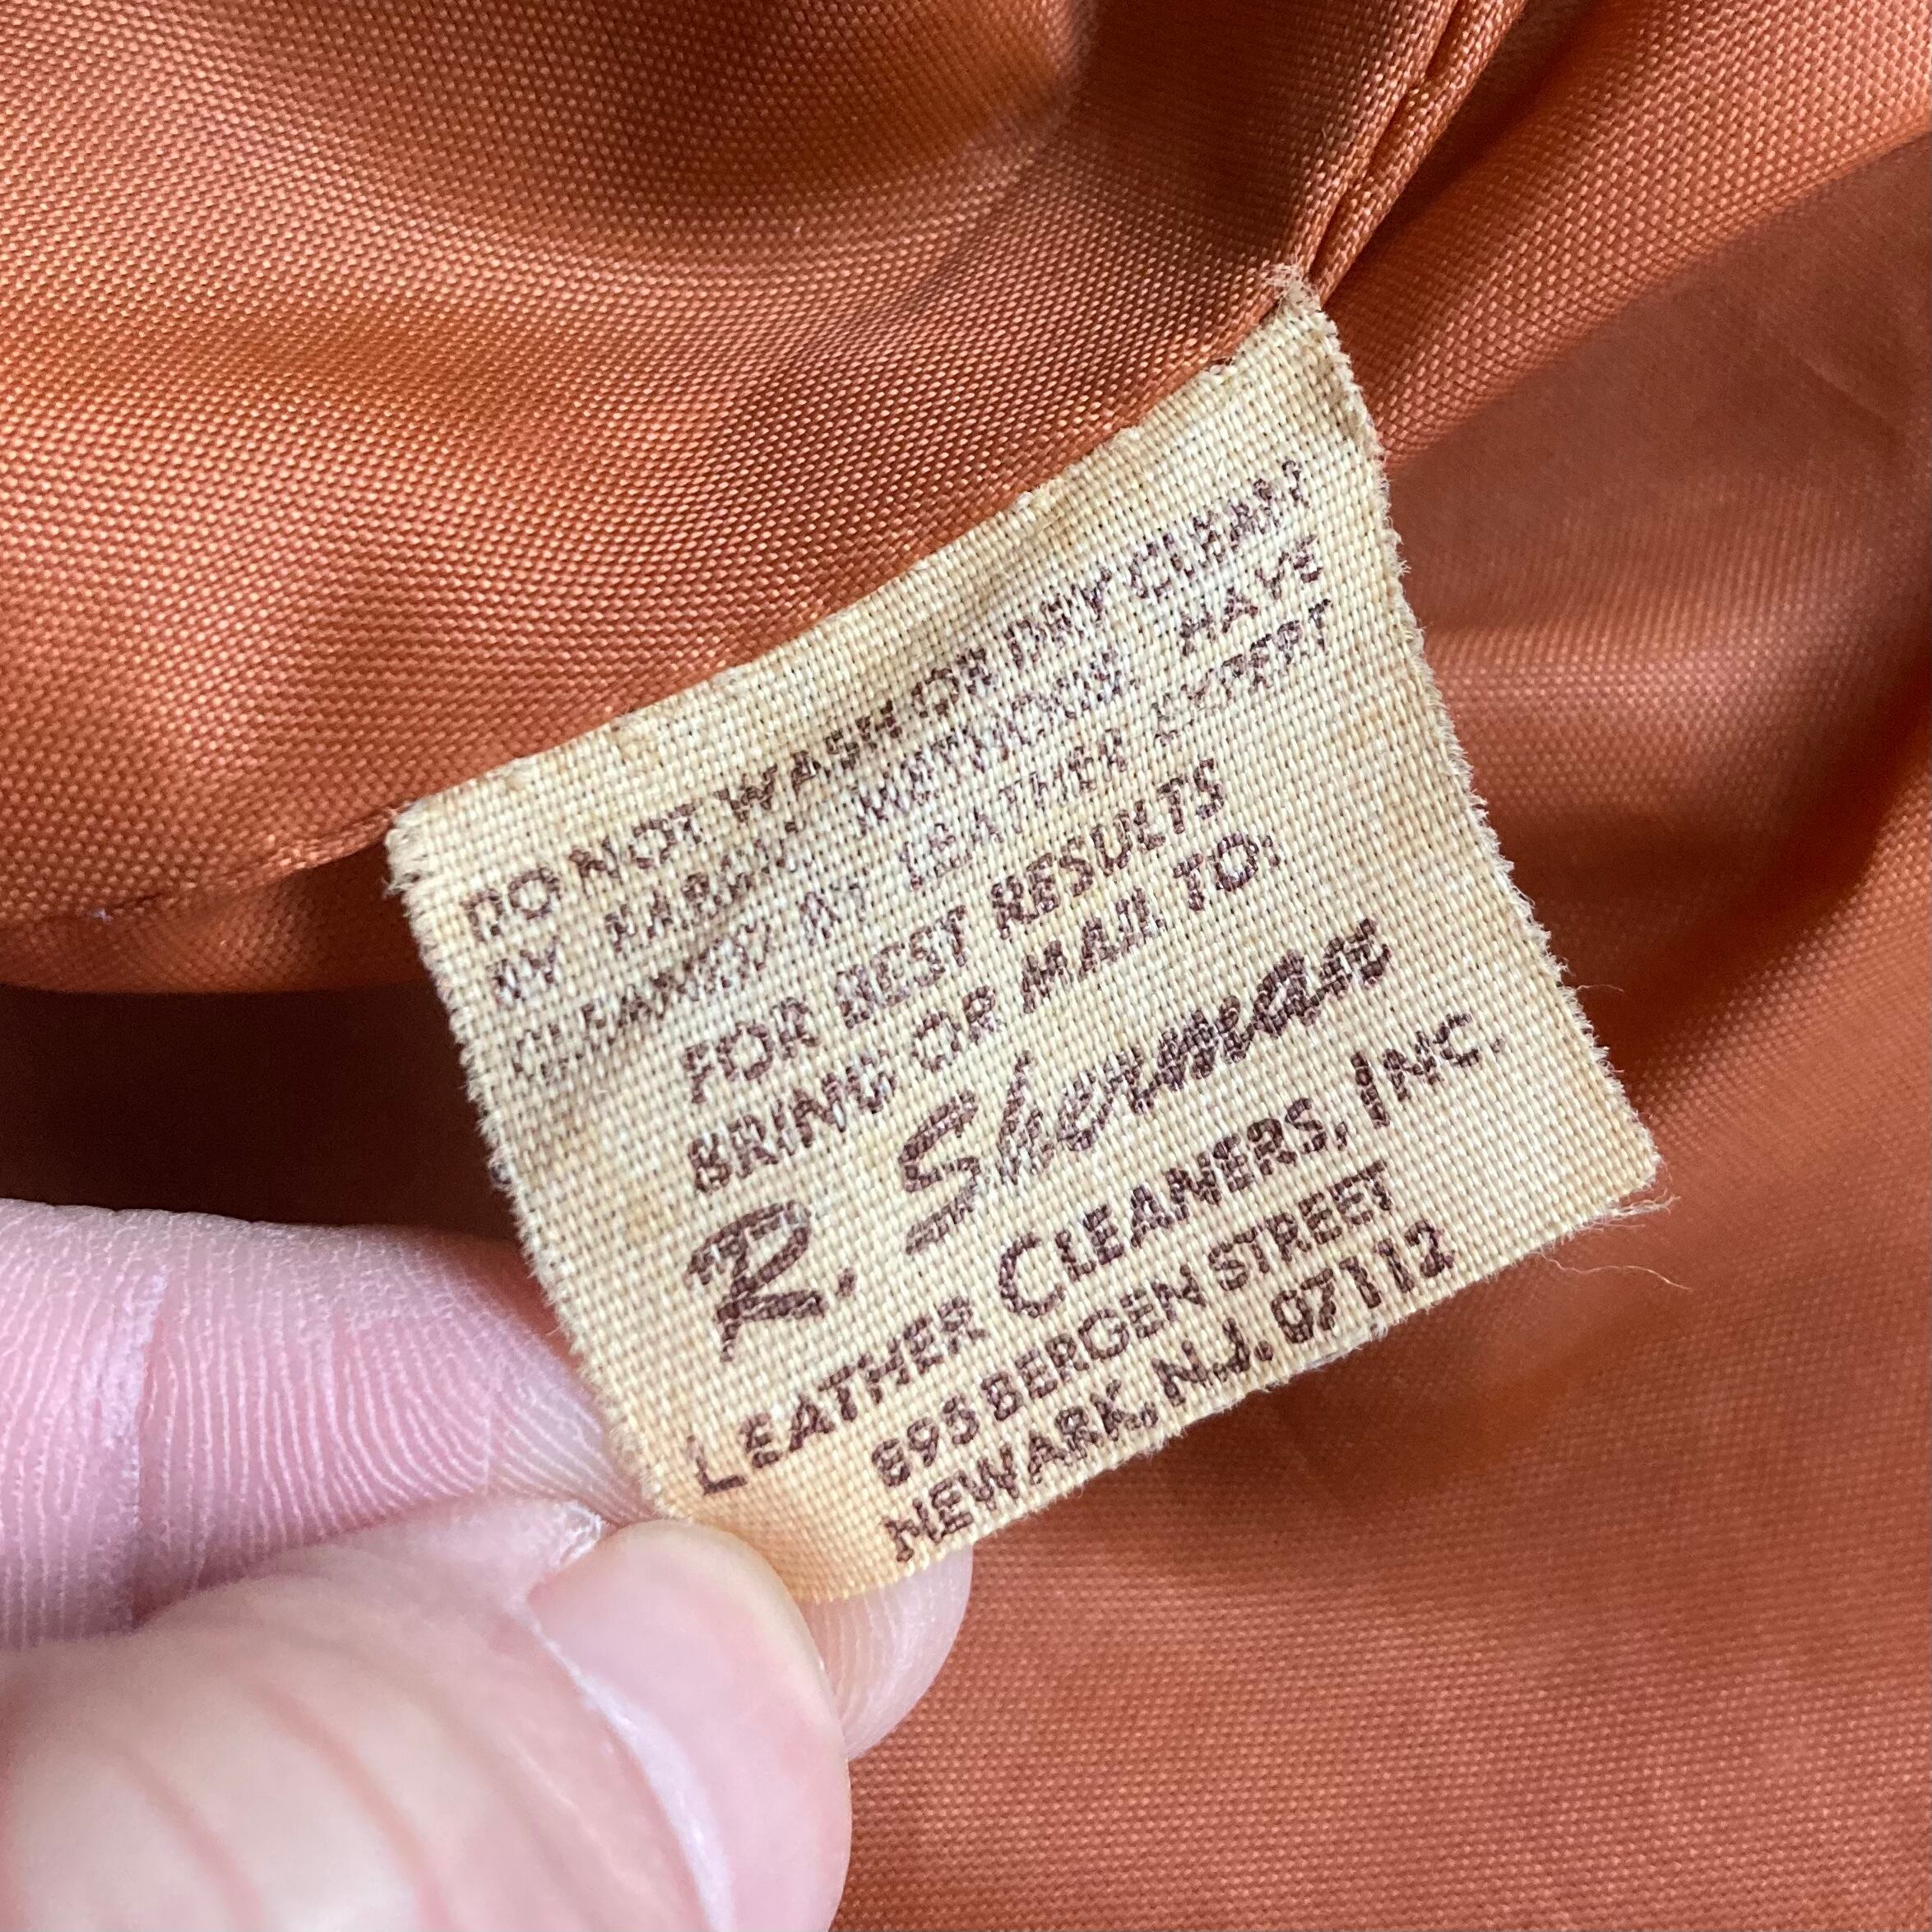 DO NOT WASH OR DRY CLEAN
BY FABRIC METHODS HAVE
CLEANED BY LEATHER EXPERT
FOR BEST RESULTS
BRING OR MAIL TO:
R. Sherman
LEATHER CLEANERS, INC.
895 BERGEN STREET
NEWARK, N.J. 07112